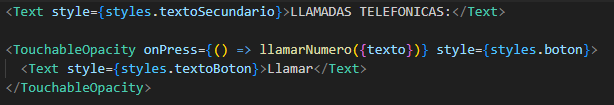 <Text style={styles.textoSecundario}>LLAMADAS TELEFONICAS:</Text>
<TouchableOpacity onPress={() => llamarNumero({texto})} style={styles.boton}>
<Text style={styles.textoBoton}>Llamar</Text>
</TouchableOpacity>